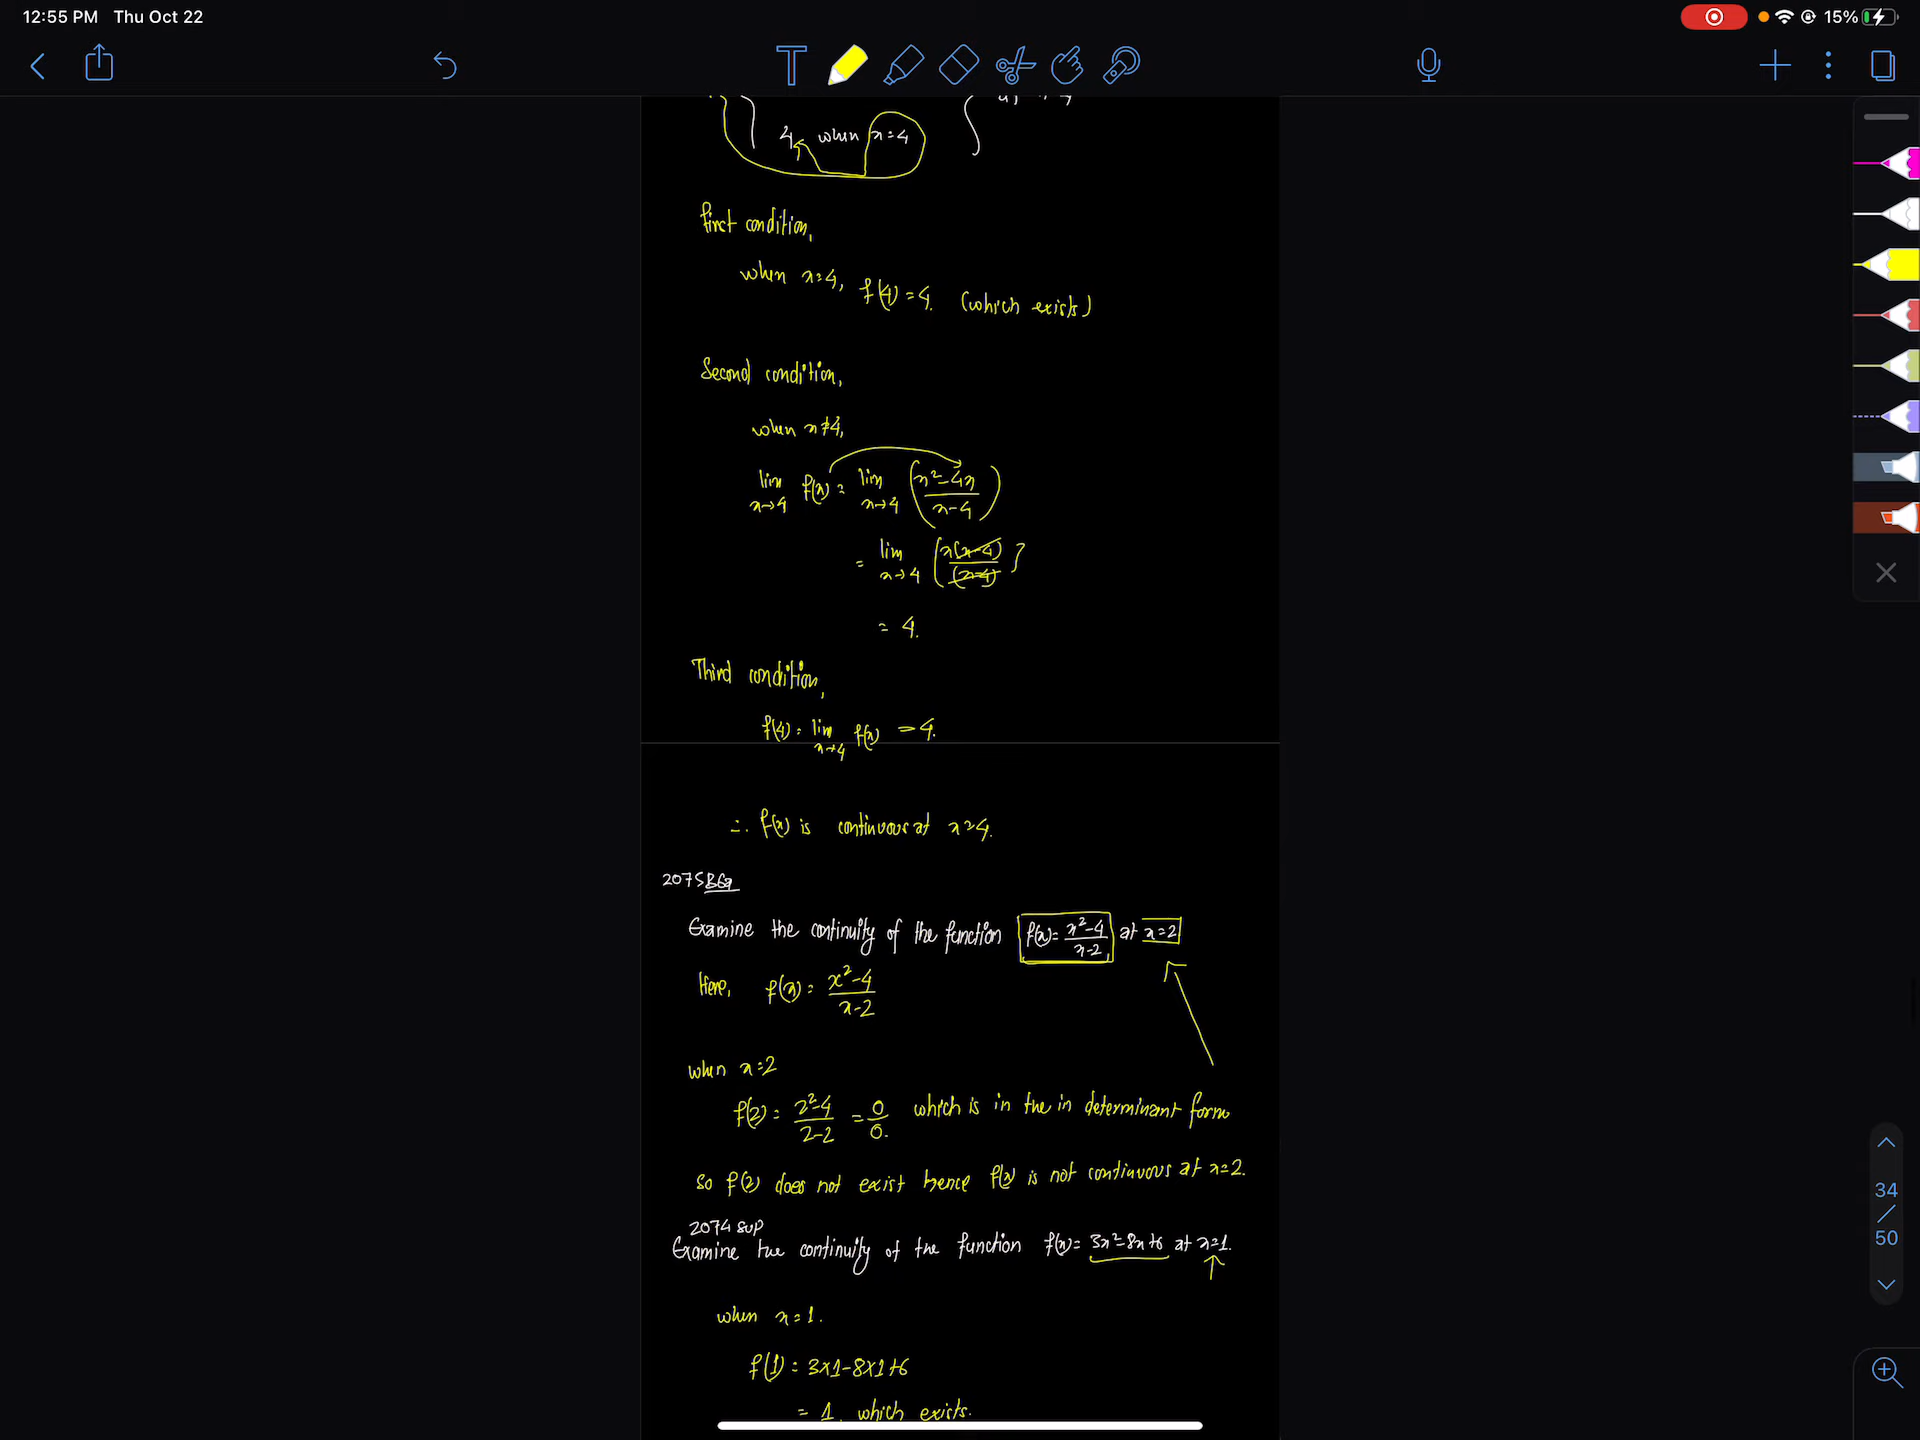 12:55 PM Thu Oct 22
15%
4 when x=4
first condition,
when x=4, f(4)=4. (which exists)
Second condition,
when x≠4,
lim x→4 f(x) = lim x→4 (x²-4x / x-4)
= lim x→4 (x(x-4) / (x-4))
= 4.
Third condition,
f(4) = lim x→4 f(x) = 4.
∴ f(x) is continuous at x=4.
2075
Examine the continuity of the function f(x) = x²-4 / x-2, at x=2
Here, f(x) = x²-4 / x-2
when x=2
f(2) = 2²-4 / 2-2 = 0/0. which is in the in determinant form
So f(2) does not exist hence f(x) is not continuous at x=2.
2074 sup
Examine the continuity of the function f(x) = 3x²-8x+6 at x=1.
when x=1.
f(1) = 3x1-8x1+6
= 1. which exists.
34
/
50